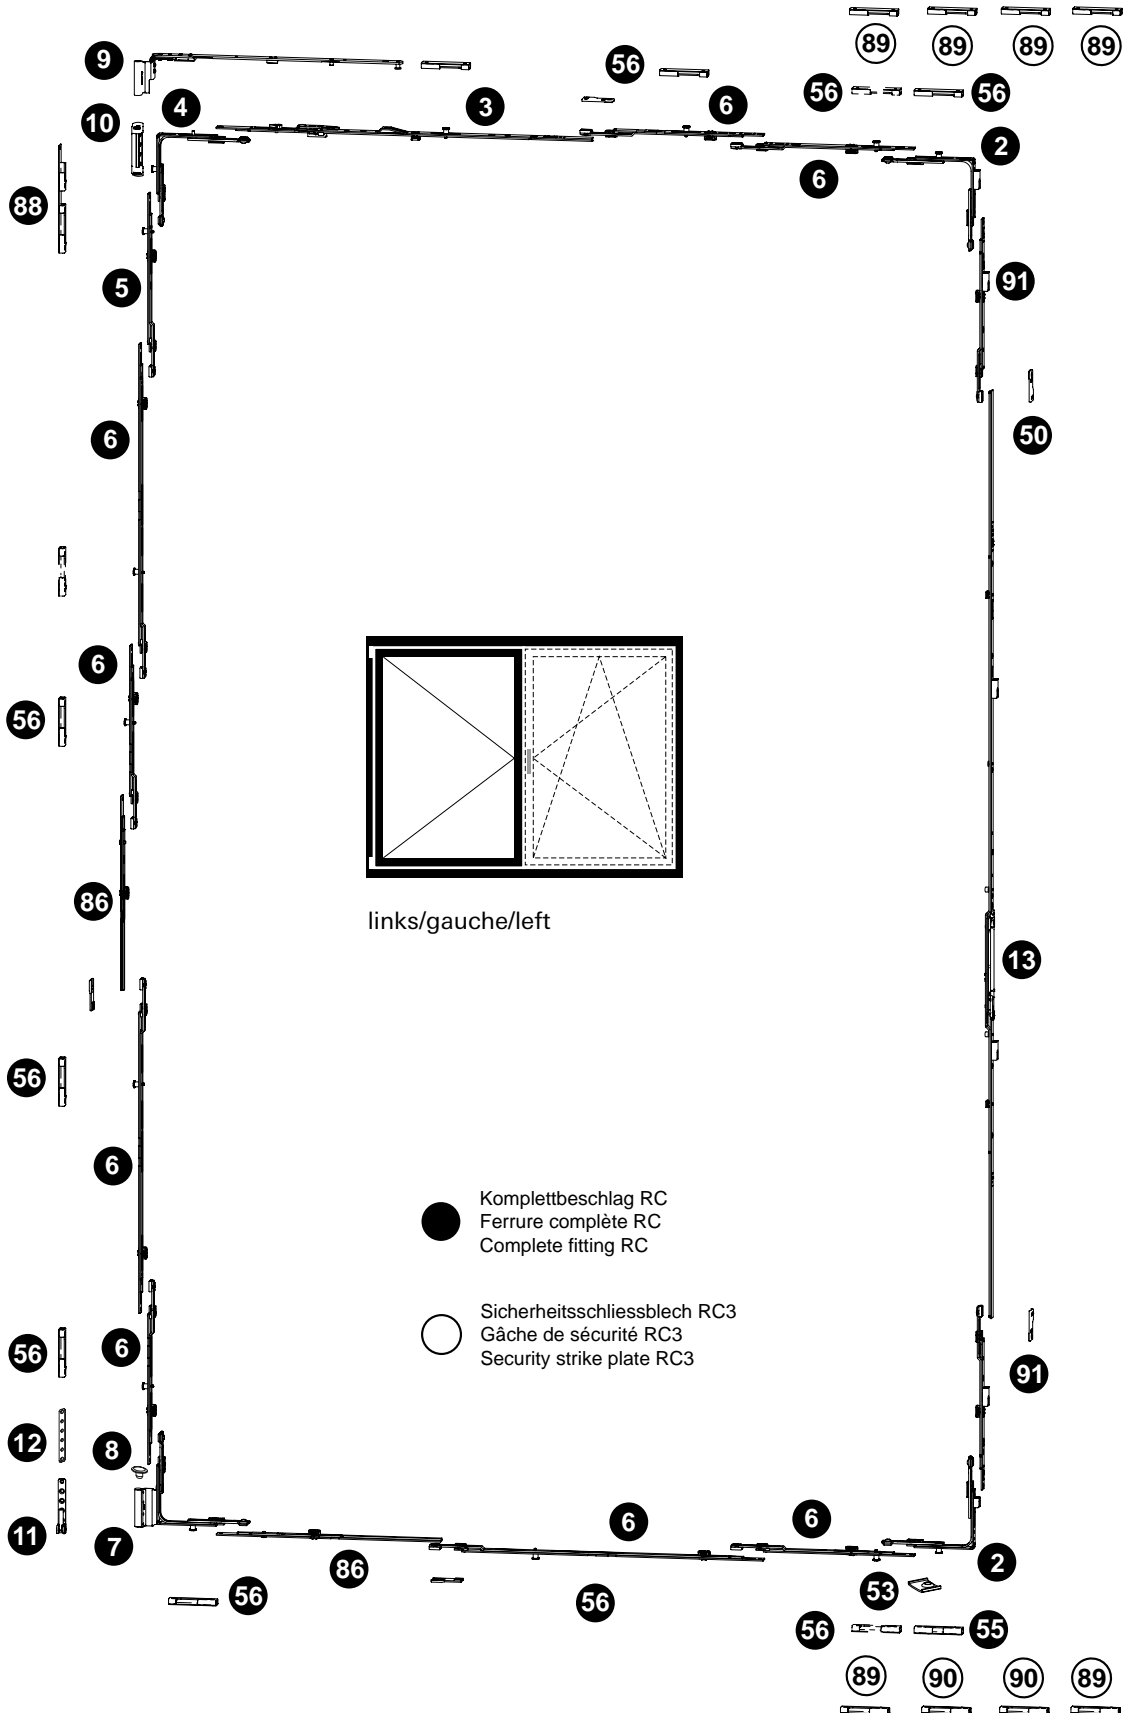 89 89 89 89
9 56
56 56
4 3 6
10
2
6
88
91
5
6 50
6
56
86
links/gauche/left
13
56
6
Komplettbeschlag RC
Ferrure complète RC
Complete fitting RC
Sicherheitsschliessblech RC3
Gâche de sécurité RC3
Security strike plate RC3
56 6
91
12 8
11 7 6 6
86 2
56 56 53
56 55
89 90 90 89